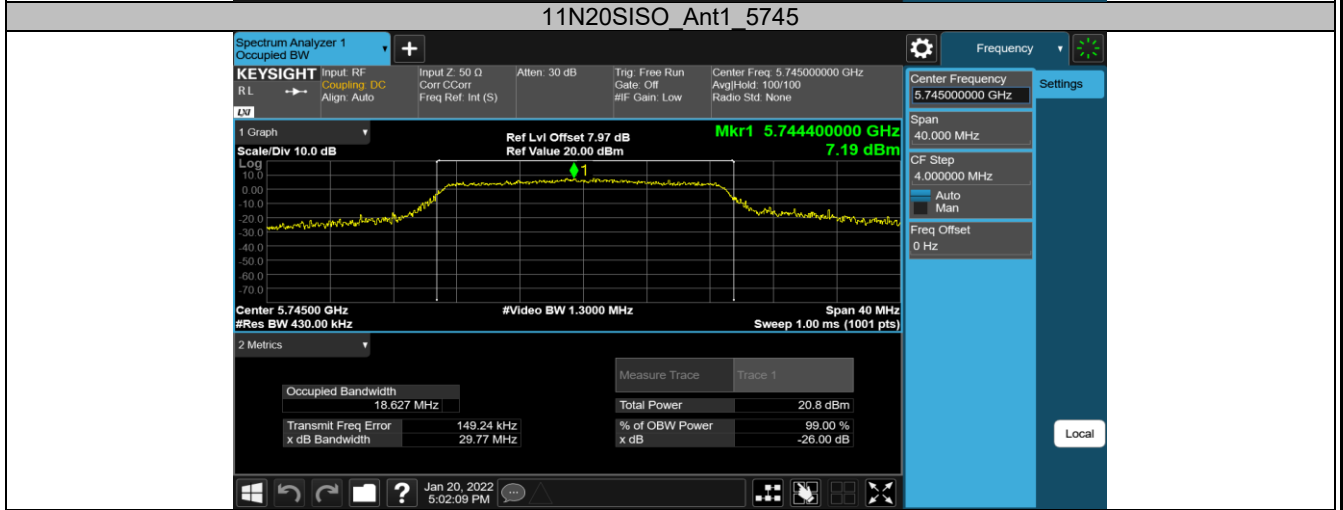 11N20SISO_Ant1_5745
Spectrum Analyzer 1
Occupied BW
Frequency
KEYSIGHT
RL
LXI
Input: RF
Coupling: DC
Align: Auto
Input Z: 50 Ω
Corr CCorr
Freq Ref: Int (S)
Atten: 30 dB
Trig: Free Run
Gate: Off
#IF Gain: Low
Center Freq: 5.745000000 GHz
Avg|Hold: 100/100
Radio Std: None
Center Frequency
5.745000000 GHz
Settings
Span
40.000 MHz
CF Step
4.000000 MHz
Auto
Man
Freq Offset
0 Hz
1 Graph
Scale/Div 10.0 dB
Ref Lvl Offset 7.97 dB
Ref Value 20.00 dBm
Mkr1 5.744400000 GHz
7.19 dBm
Log
10.0
0.00
-10.0
-20.0
-30.0
-40.0
-50.0
-60.0
-70.0
1
Center 5.74500 GHz
#Res BW 430.00 kHz
#Video BW 1.3000 MHz
Span 40 MHz
Sweep 1.00 ms (1001 pts)
2 Metrics
Measure Trace Trace 1
Occupied Bandwidth
18.627 MHz
Total Power 20.8 dBm
Transmit Freq Error 149.24 kHz
% of OBW Power 99.00 %
x dB Bandwidth 29.77 MHz
x dB -26.00 dB
Local
?
Jan 20, 2022
5:02:09 PM